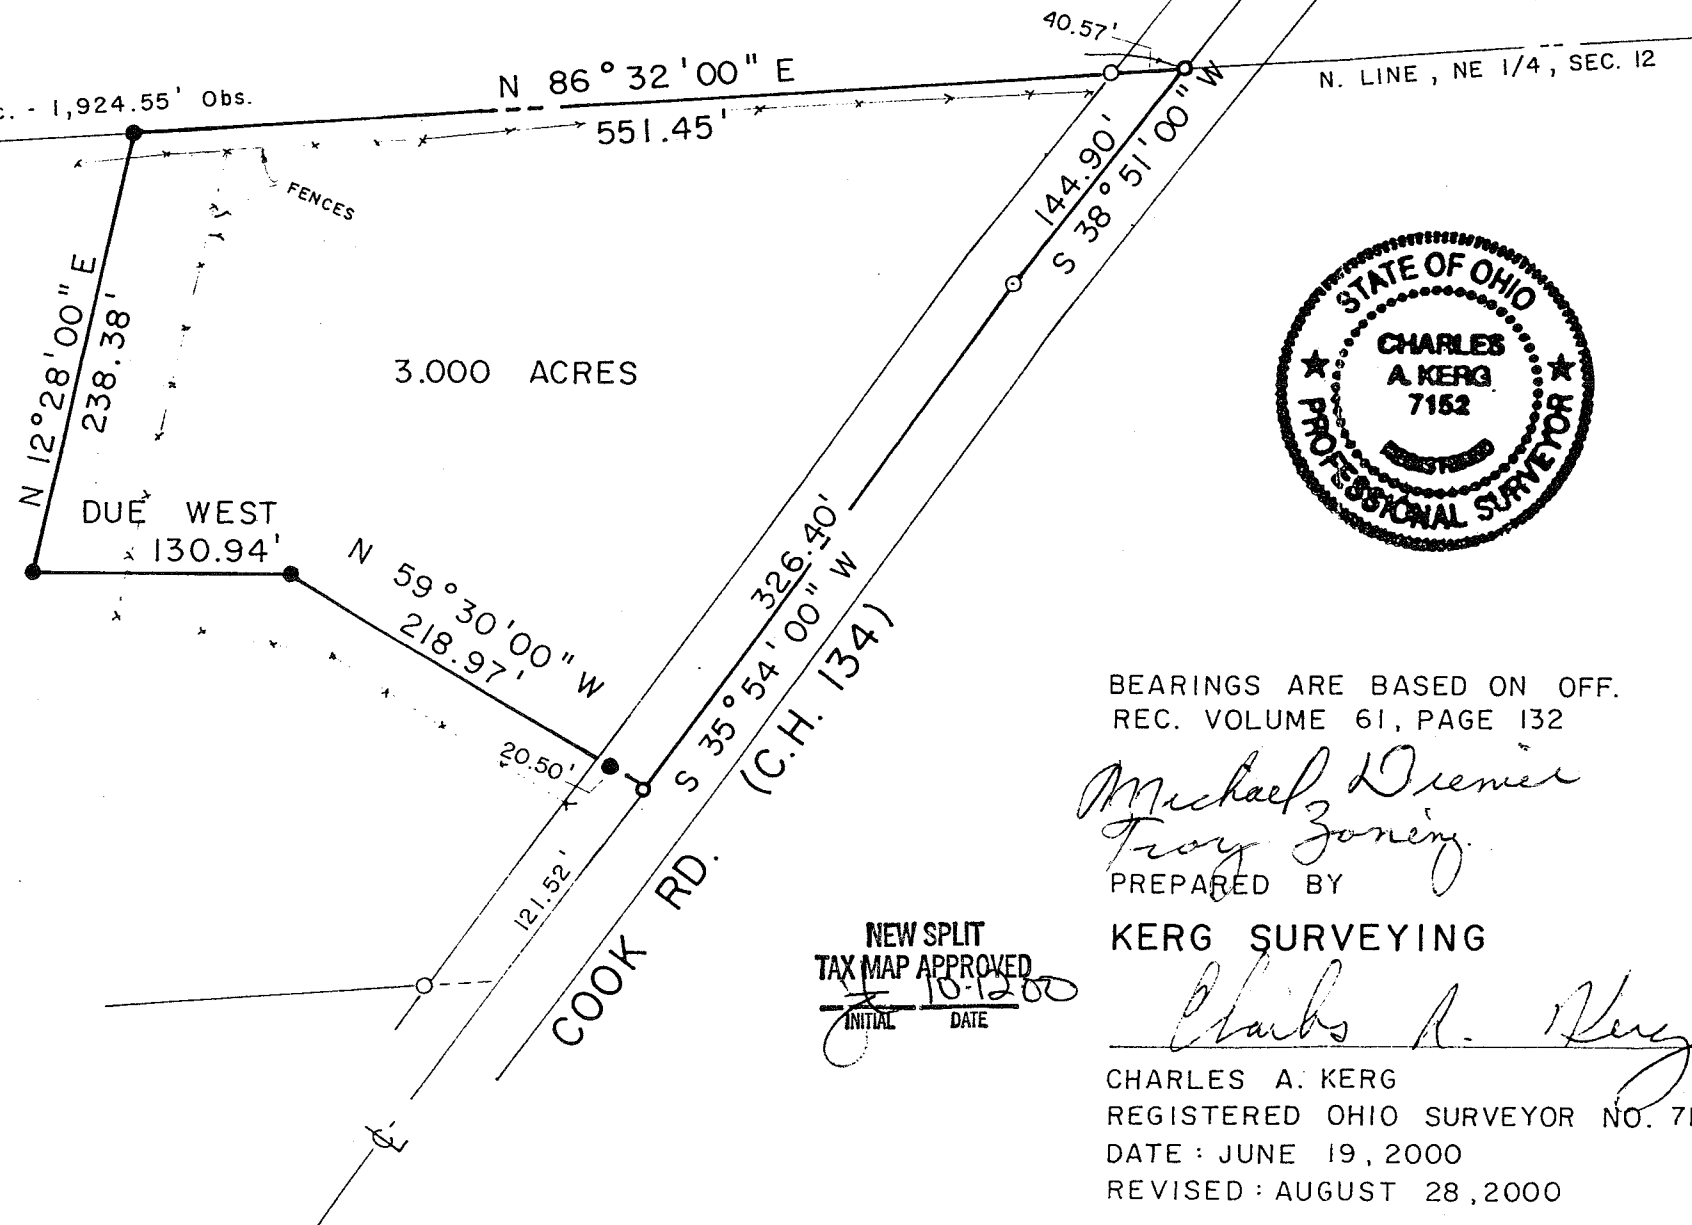 40.57'
N 86°32'00" E
N. LINE, NE 1/4, SEC. 12
- 1,924.55' Obs.
551.45'
144.90'
S 38°51'00" W
FENCES
N 12°28'00" E
238.38'
3.000 ACRES
STATE OF OHIO
CHARLES
A. KERG
7152
REGISTERED
PROFESSIONAL SURVEYOR
DUE WEST
130.94'
N 59°30'00" W
218.97'
326.40'
S 35°54'00" W
20.50'
121.52'
COOK RD. (C.H. 134)
BEARINGS ARE BASED ON OFF.
REC. VOLUME 61, PAGE 132
Michael Diemer
Troy Zoning.
PREPARED BY
KERG SURVEYING
NEW SPLIT
TAX MAP APPROVED
10-12-00
INITIAL DATE
Charles A. Kerg
CHARLES A. KERG
REGISTERED OHIO SURVEYOR NO.
DATE: JUNE 19, 2000
REVISED: AUGUST 28, 2000